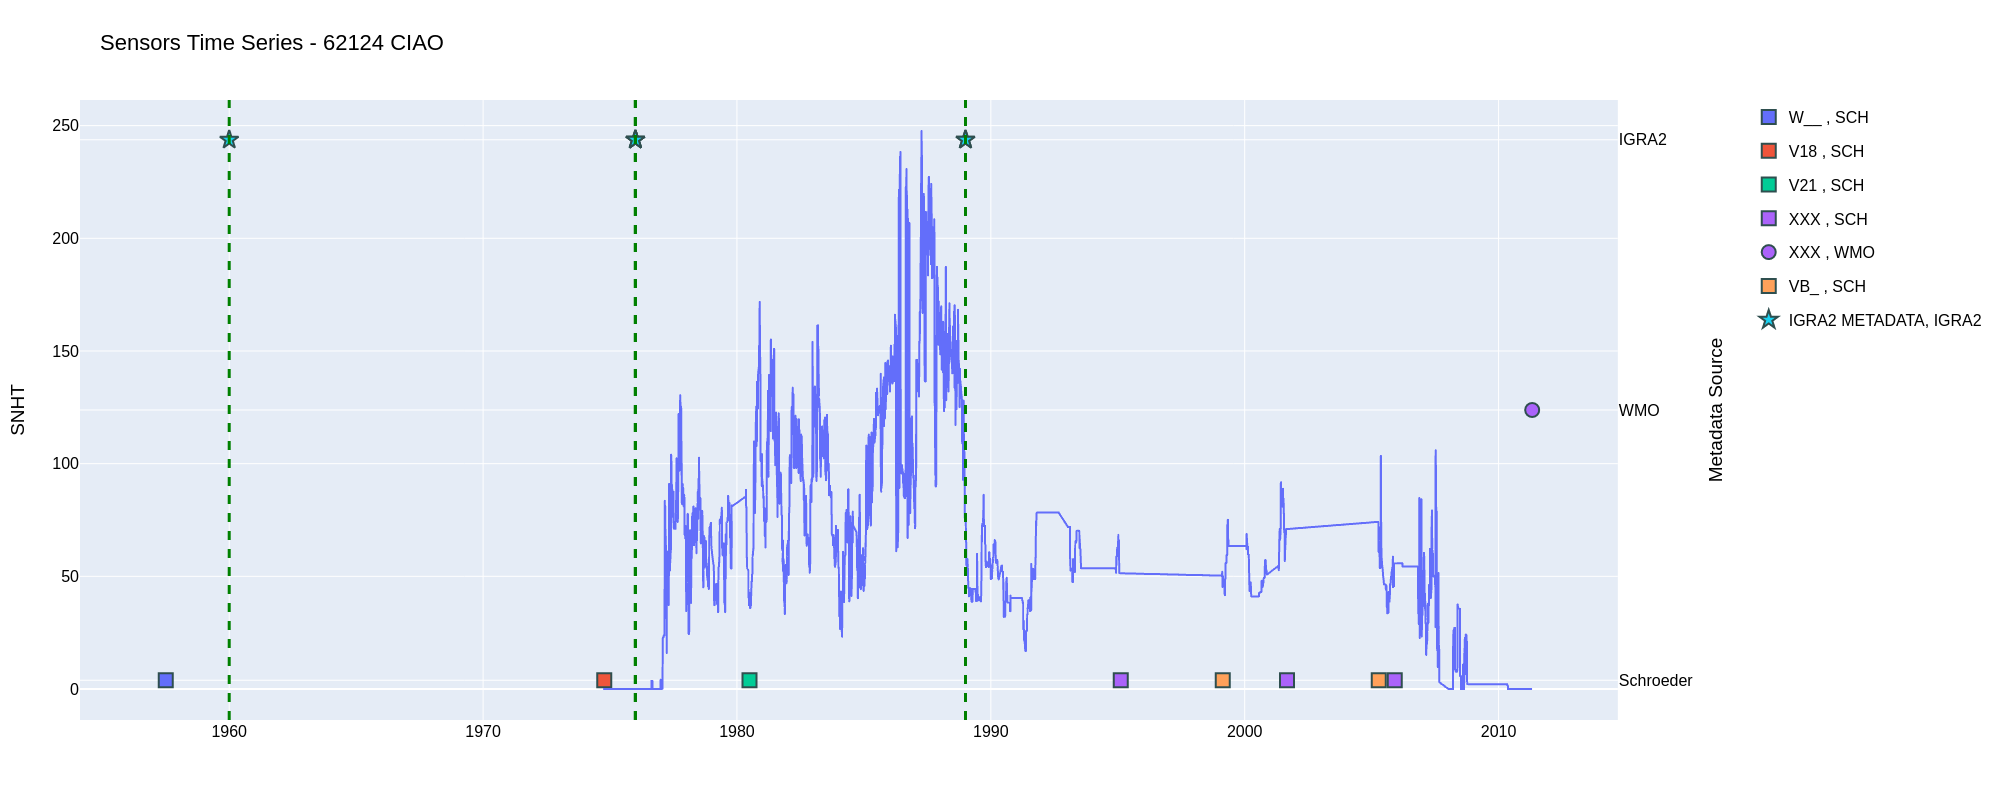 Sensors Time Series - 62124 CIAO
SNHT
250
200
150
100
50
0
1960
1970
1980
1990
2000
2010
IGRA2
WMO
Schroeder
Metadata Source
W__ , SCH
V18 , SCH
V21 , SCH
XXX , SCH
XXX , WMO
VB_ , SCH
IGRA2 METADATA, IGRA2